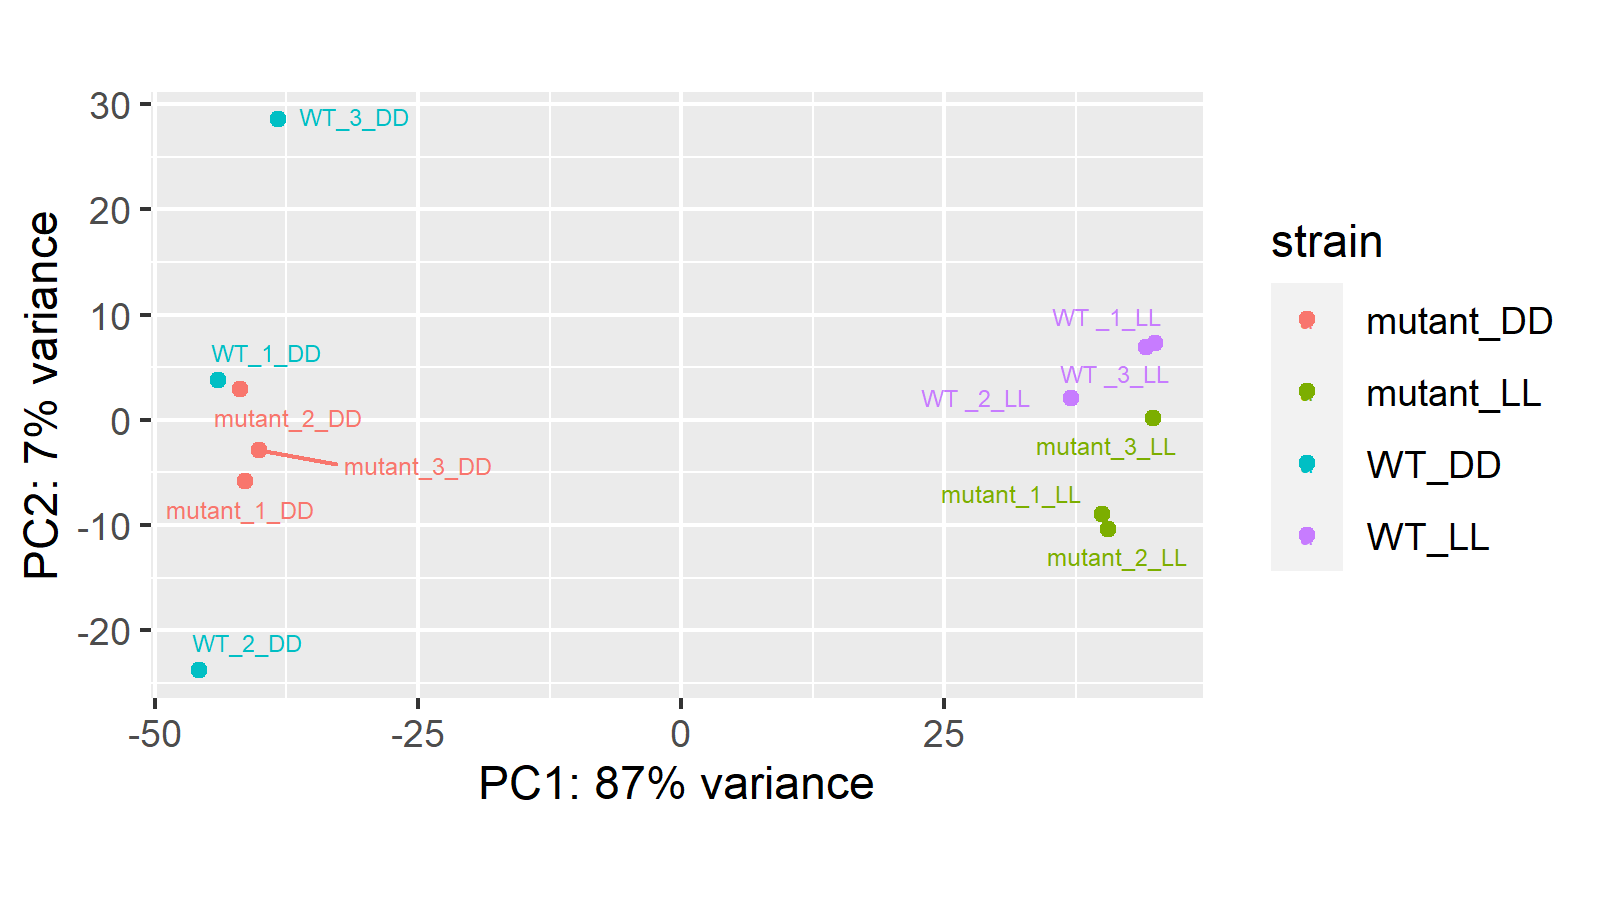 30
WT_3_DD
20
strain
10
WT _1_LL
mutant_DD
WT_1_DD
WT _3_LL
mutant_LL
WT _2_LL
0
mutant_2_DD
mutant_3_LL
mutant_3_DD
WT_DD
mutant_1_LL
mutant_1_DD
-10
WT_LL
mutant_2_LL
-20
WT_2_DD
PC2: 7% variance
-50
-25
0
25
PC1: 87% variance